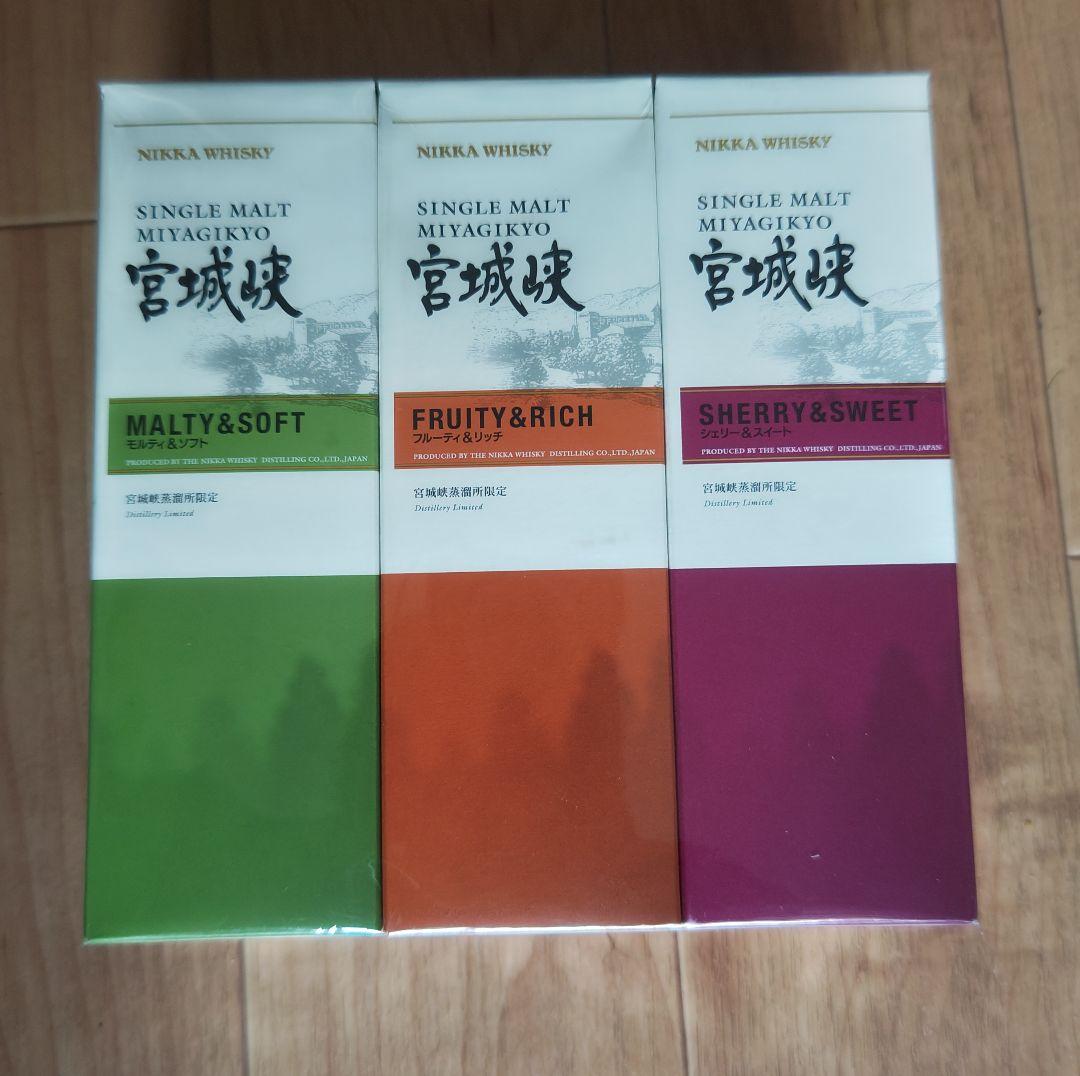 NIKKA WHISKY
SINGLE MALT
MIYAGIKYO
宮城峡
MALTY&SOFT
モルティ&ソフト
PRODUCED BY THE NIKKA WHISKY DISTILLING CO.,LTD.,JAPAN
宮城峡蒸溜所限定
Distillery Limited
NIKKA WHISKY
SINGLE MALT
MIYAGIKYO
宮城峡
FRUITY&RICH
フルーティ&リッチ
PRODUCED BY THE NIKKA WHISKY DISTILLING CO.,LTD.,JAPAN
宮城峡蒸溜所限定
Distillery Limited
NIKKA WHISKY
SINGLE MALT
MIYAGIKYO
宮城峡
SHERRY&SWEET
シェリー&スイート
PRODUCED BY THE NIKKA WHISKY DISTILLING CO.,LTD.,JAPAN
宮城峡蒸溜所限定
Distillery Limited